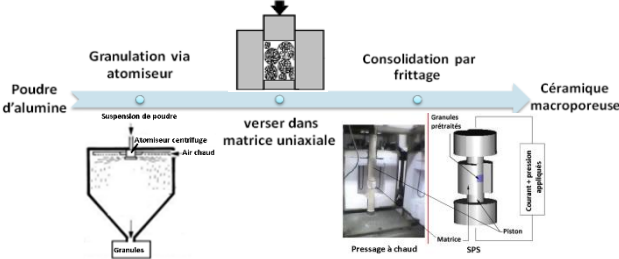 Granulation via
atomiseur
Consolidation par
frittage
Poudre
d'alumine
Céramique
macroporeuse
Suspension de poudre
verser dans
matrice uniaxiale
Atomiseur centrifuge
Air chaud
Granules
Granules
prétraités
Courant + pression
appliqués
Matrice
Piston
Pressage à chaud
SPS